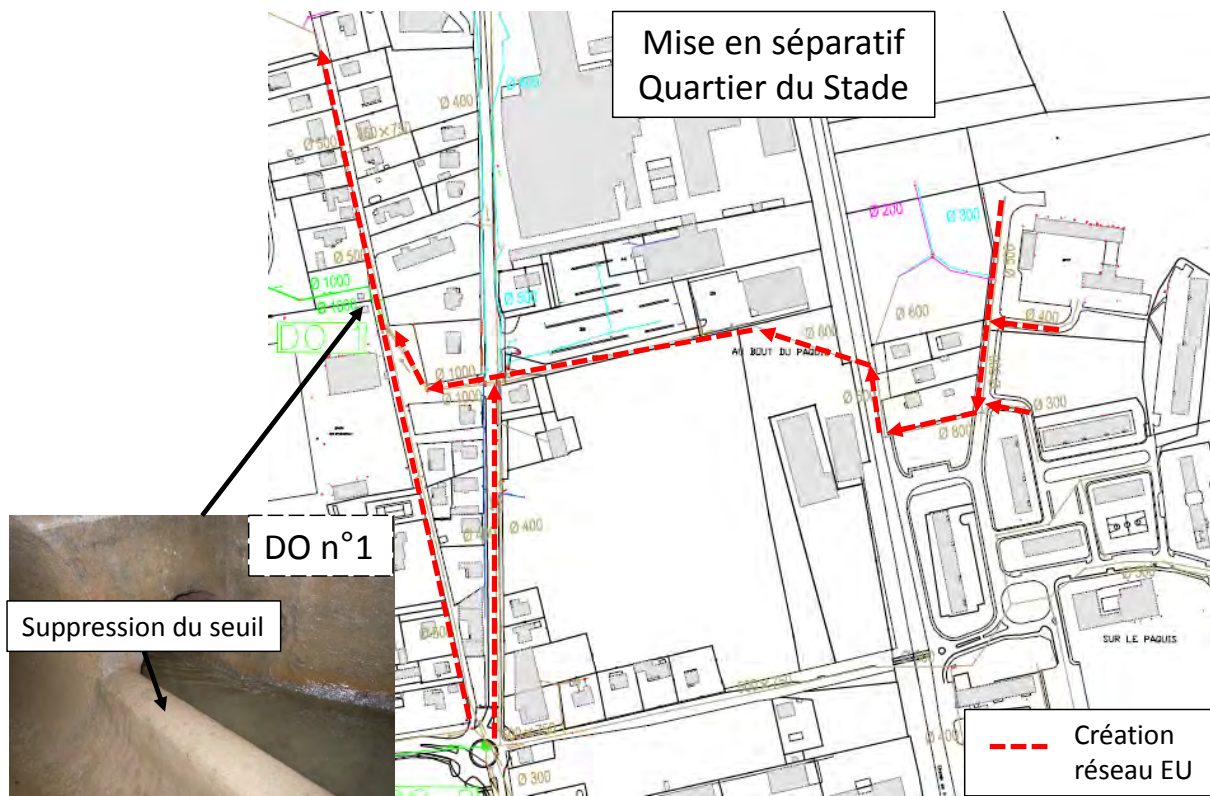 Mise en séparatif
Quartier du Stade
Ø 400
Ø 500
Ø 500
Ø 1000
Ø 1000
DO
Ø 500
Ø 200
Ø 300
Ø 600
Ø 400
Ø 600
AU BOUT DU PAQUIS
Ø 1000
Ø 1000
Ø 300
Ø 800
Ø 400
DO n°1
Suppression du seuil
SUR LE PAQUIS
Ø 300
Ø 400
Création
réseau EU